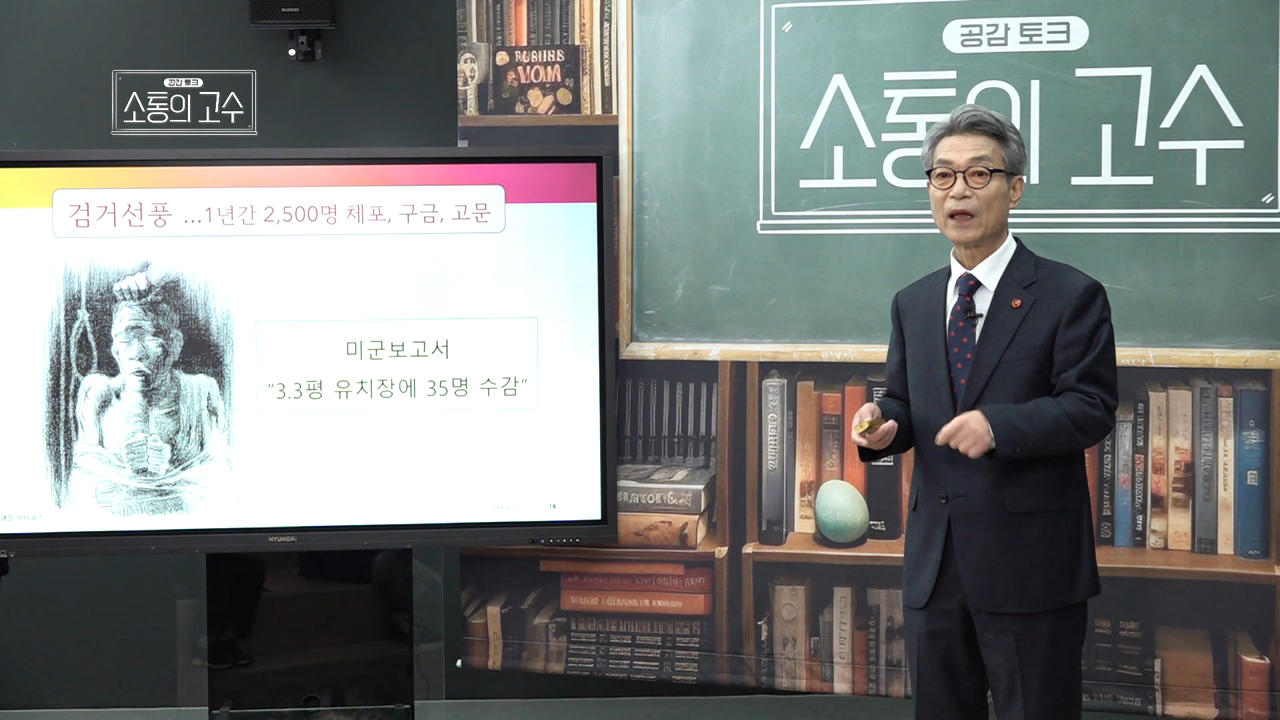 공감 토크
소통의 고수
공감 토크
소통의 고수
검거선풍 ...1년간 2,500명 체포, 구금, 고문
미군보고서
“3.3평 유치장에 35명 수감”
16
HYUNDAI